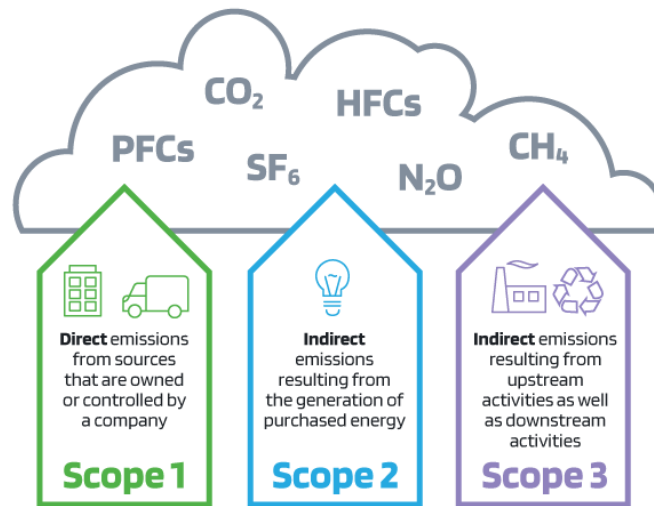 CO₂
HFCs
PFCs
SF₆
N₂O
CH₄
Direct emissions
from sources
that are owned
or controlled by
a company
Scope 1
Indirect
emissions
resulting from
the generation of
purchased energy
Scope 2
Indirect emissions
resulting from
upstream
activities as well
as downstream
activities
Scope 3